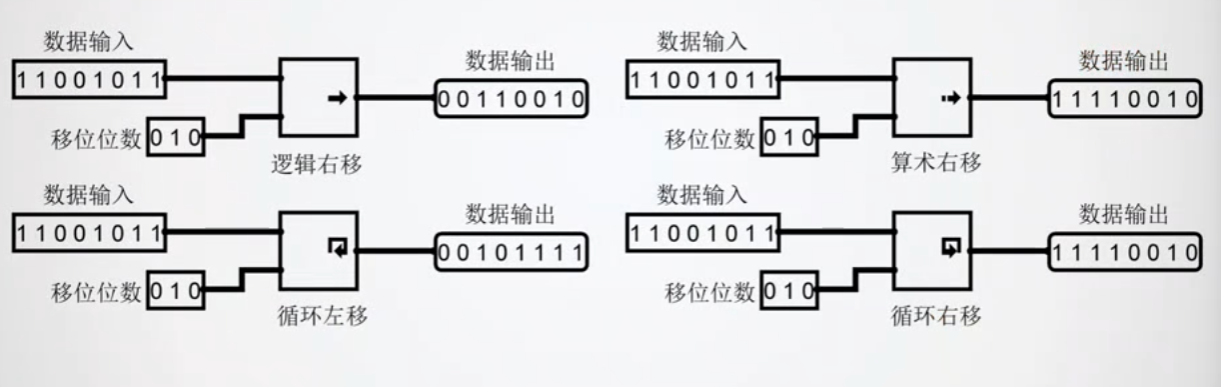 数据输入
11001011
移位位数 010
逻辑右移
数据输出
00110010
数据输入
11001011
移位位数 010
算术右移
数据输出
11110010
数据输入
11001011
移位位数 010
循环左移
数据输出
00101111
数据输入
11001011
移位位数 010
循环右移
数据输出
11110010